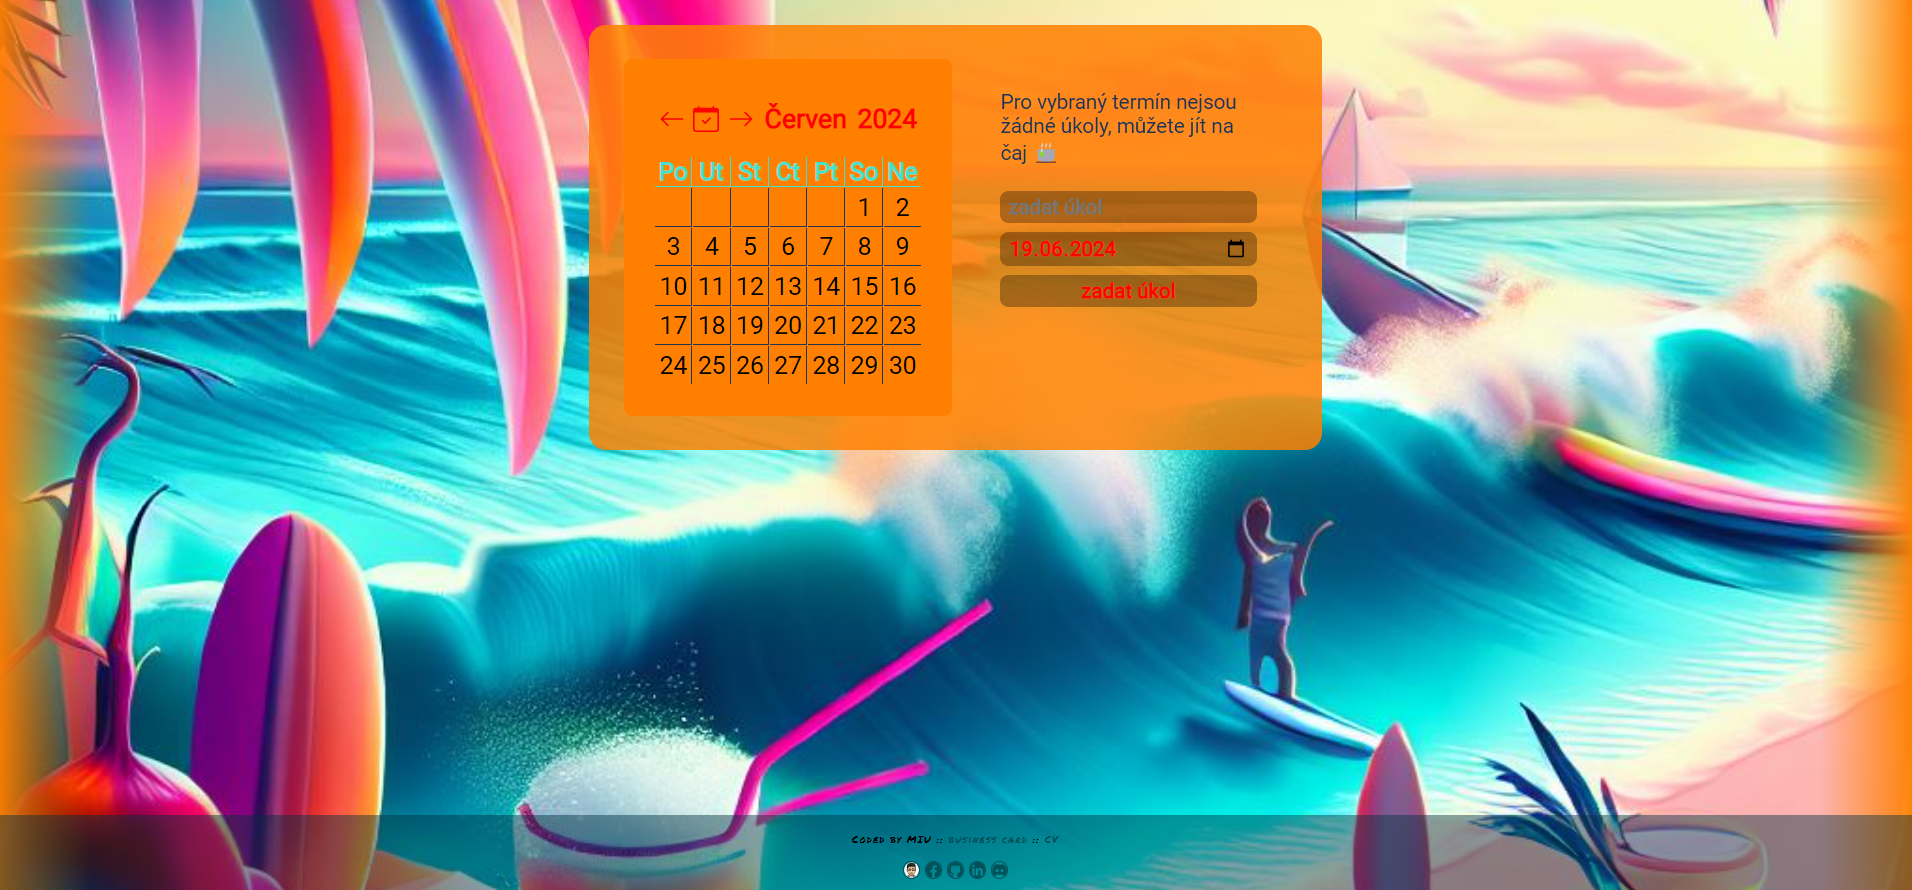 Červen 2024
Po Ut St Ct Pt So Ne
1 2
3 4 5 6 7 8 9
10 11 12 13 14 15 16
17 18 19 20 21 22 23
24 25 26 27 28 29 30
Pro vybraný termín nejsou
žádné úkoly, můžete jít na
čaj
zadat úkol
19.06.2024
zadat úkol
Coded by MIU :: business card :: CV